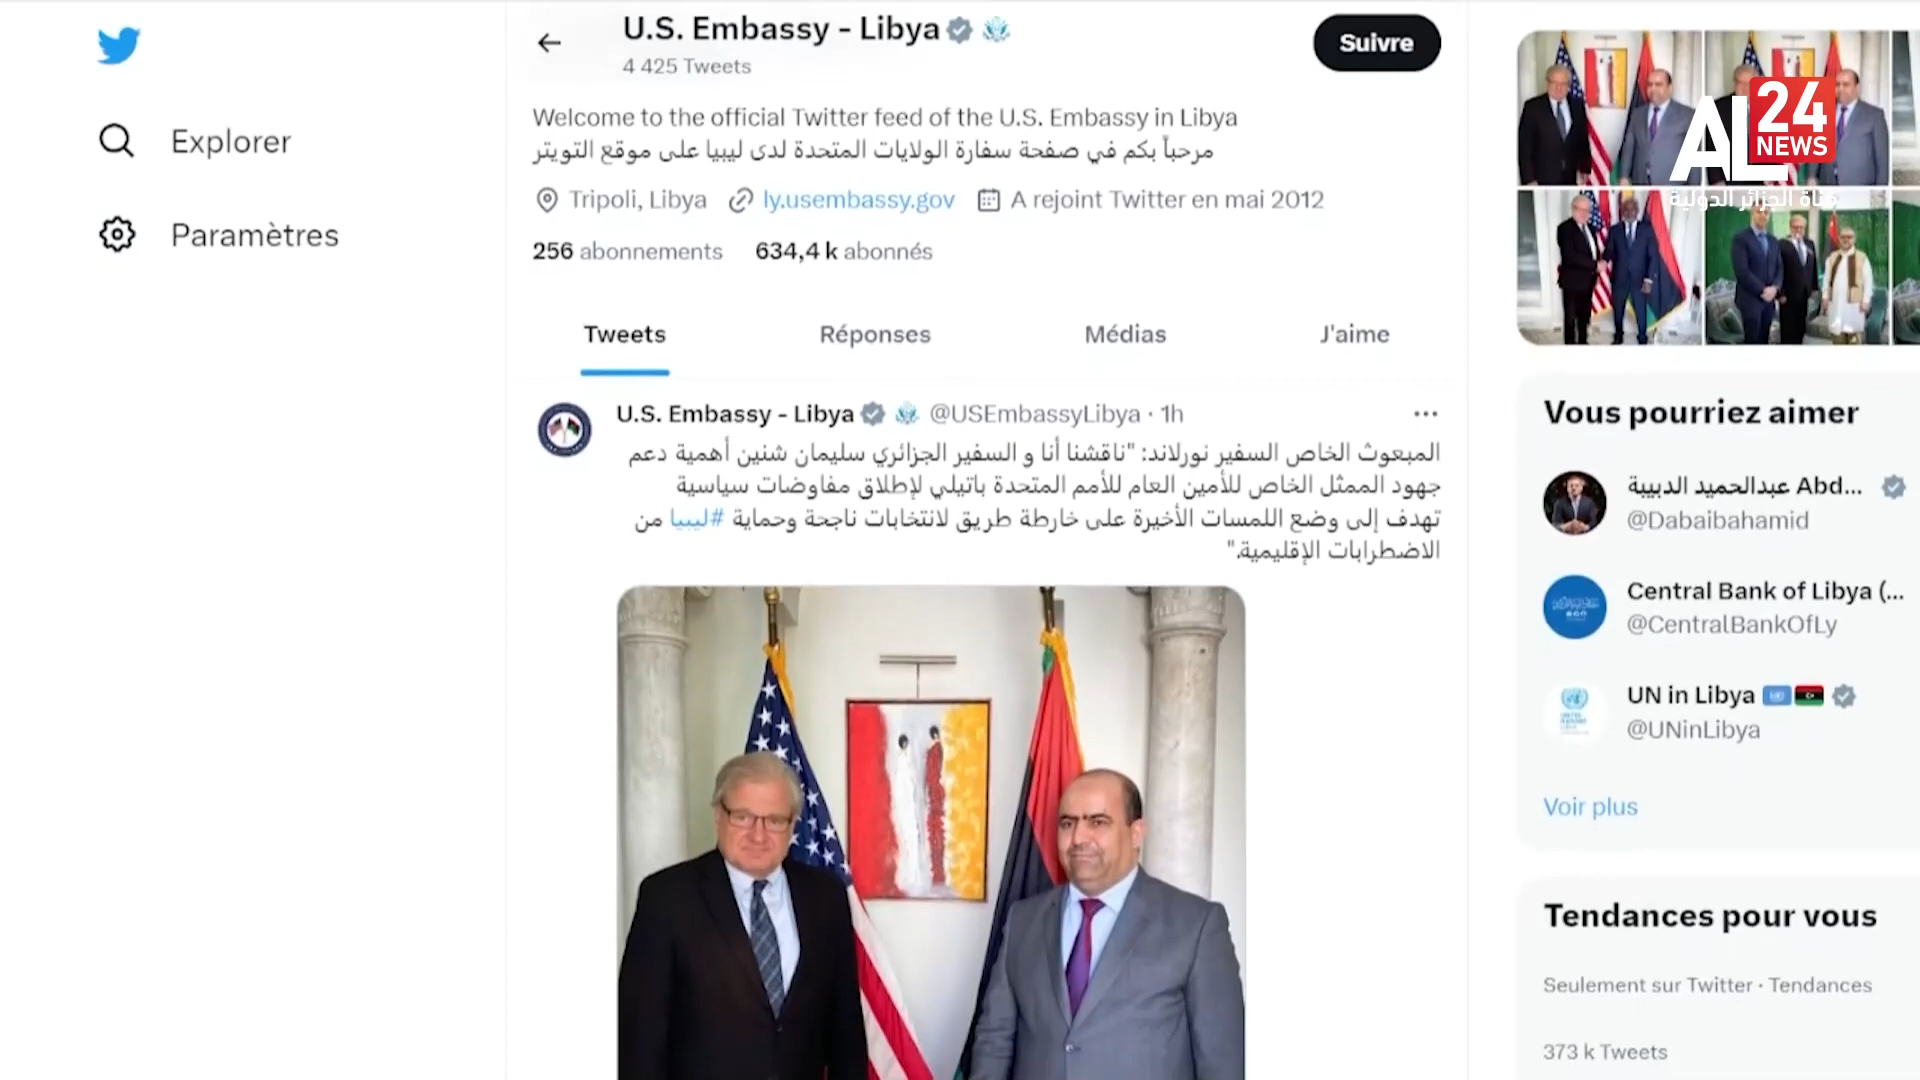 U.S. Embassy - Libya
4 425 Tweets
Suivre
Explorer
Paramètres
Welcome to the official Twitter feed of the U.S. Embassy in Libya
مرحباً بكم في صفحة سفارة الولايات المتحدة لدى ليبيا على موقع التويتر
Tripoli, Libya ly.usembassy.gov A rejoint Twitter en mai 2012
256 abonnements 634,4 k abonnés
Tweets Réponses Médias J'aime
U.S. Embassy - Libya @USEmbassyLibya · 1h
المبعوث الخاص السفير نورلاند: "ناقشنا أنا و السفير الجزائري سليمان شنين أهمية دعم
جهود الممثل الخاص للأمين العام للأمم المتحدة باتيلي لإطلاق مفاوضات سياسية
تهدف إلى وضع اللمسات الأخيرة على خارطة طريق لانتخابات ناجحة وحماية #ليبيا من
الاضطرابات الإقليمية."
AL
24
NEWS
قناة الجزائر الدولية
Vous pourriez aimer
عبدالحميد الدبيبة Abd...
@Dabaibahamid
Central Bank of Libya (...
@CentralBankOfLy
UN in Libya
@UNinLibya
Voir plus
Tendances pour vous
Seulement sur Twitter · Tendances
373 k Tweets